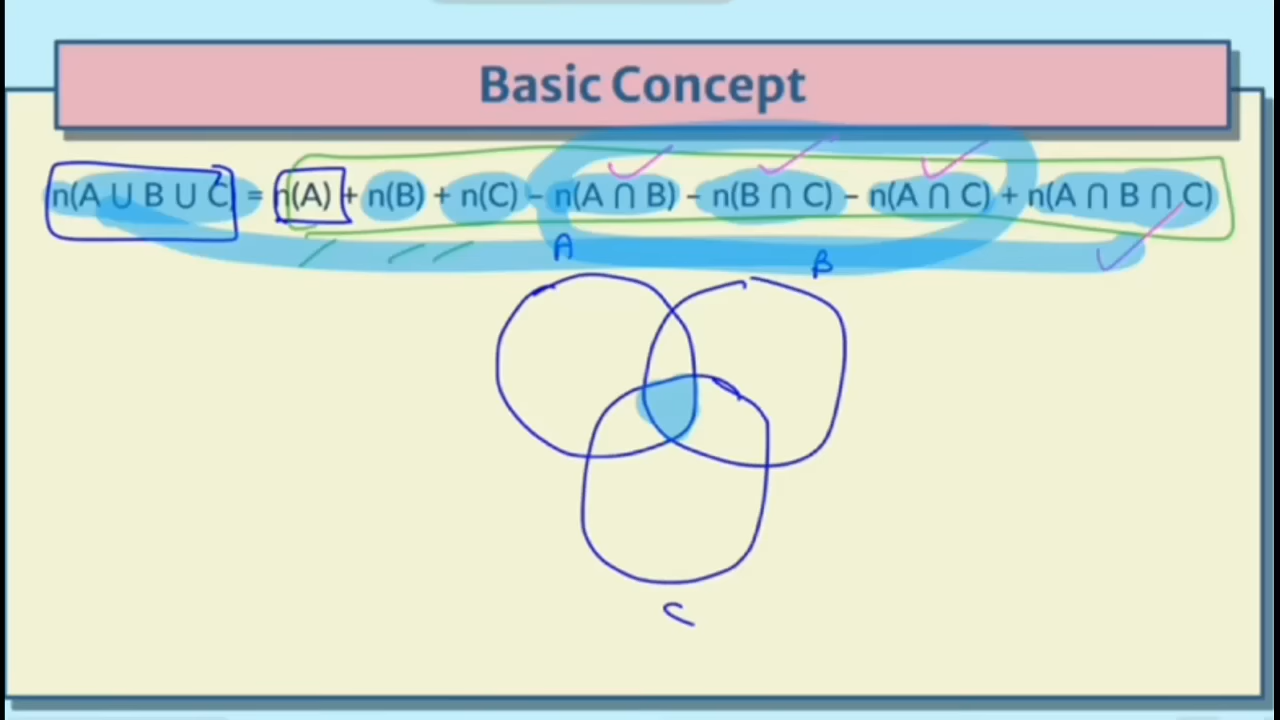 Basic Concept
n(A ∪ B ∪ C) = n(A) + n(B) + n(C) – n(A ∩ B) – n(B ∩ C) – n(A ∩ C) + n(A ∩ B ∩ C)
A
B
C